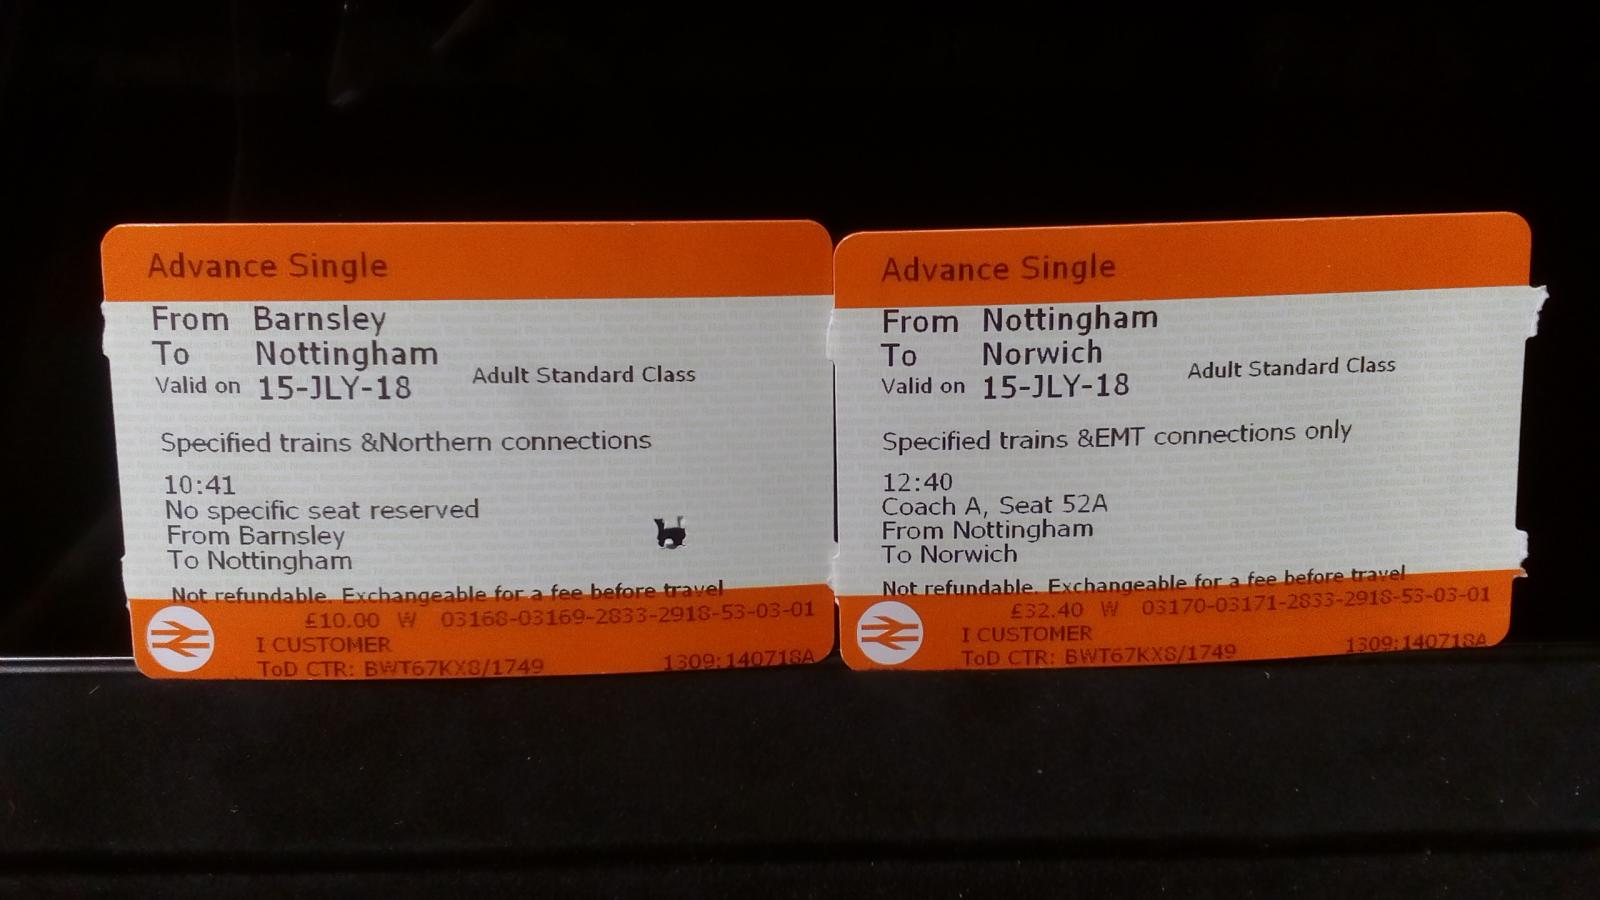 Advance Single
From Barnsley
To Nottingham
Valid on 15-JLY-18
Adult Standard Class
Specified trains &Northern connections
10:41
No specific seat reserved
From Barnsley
To Nottingham
Not refundable. Exchangeable for a fee before travel
£10.00 W 03168-03169-2833-2918-53-03-01
I CUSTOMER
ToD CTR: BWT67KX8/1749 1309:140718A
Advance Single
From Nottingham
To Norwich
Valid on 15-JLY-18
Adult Standard Class
Specified trains &EMT connections only
12:40
Coach A, Seat 52A
From Nottingham
To Norwich
Not refundable. Exchangeable for a fee before travel
£32.40 W 03170-03171-2833-2918-53-03-01
I CUSTOMER
ToD CTR: BWT67KX8/1749 1309:140718A